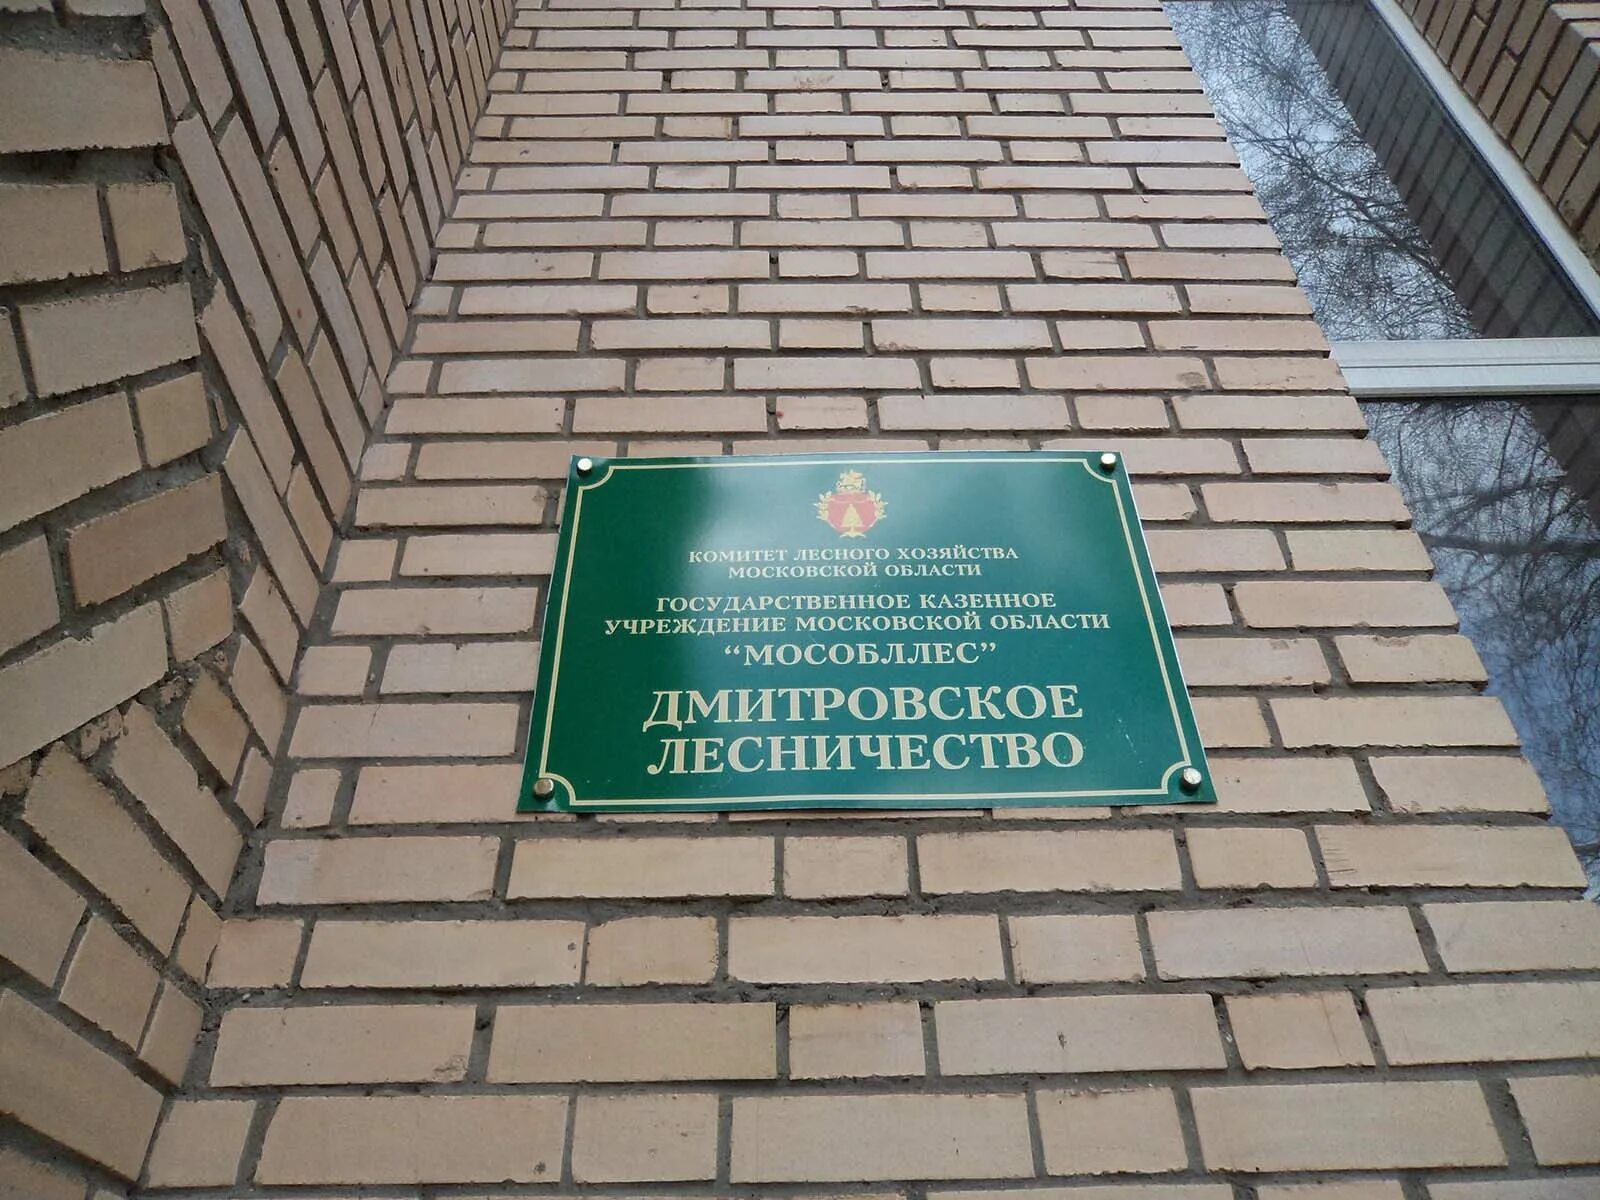 КОМИТЕТ ЛЕСНОГО ХОЗЯЙСТВА
МОСКОВСКОЙ ОБЛАСТИ
ГОСУДАРСТВЕННОЕ КАЗЕННОЕ
УЧРЕЖДЕНИЕ МОСКОВСКОЙ ОБЛАСТИ
“МОСОБЛЛЕС”
ДМИТРОВСКОЕ
ЛЕСНИЧЕСТВО